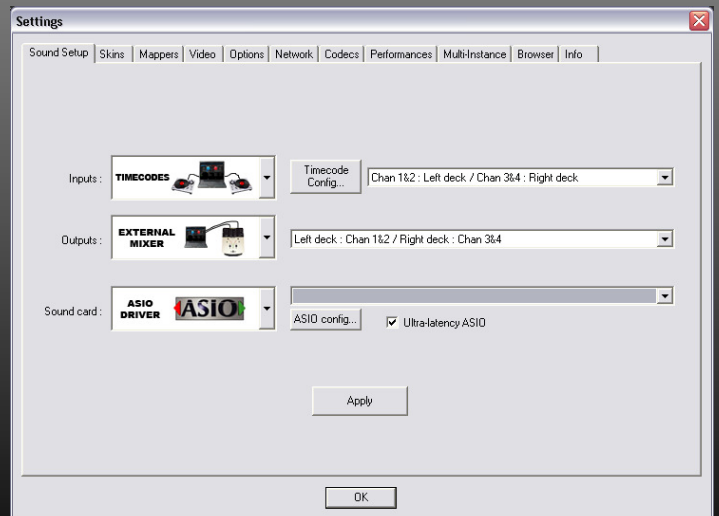 Settings
Sound Setup Skins Mappers Video Options Network Codecs Performances Multi-Instance Browser Info
Inputs : TIMECODES Timecode Config... Chan 1&2 : Left deck / Chan 3&4 : Right deck
Outputs : EXTERNAL MIXER Left deck : Chan 1&2 / Right deck : Chan 3&4
Sound card : ASIO DRIVER ASIO
ASIO config... Ultra-latency ASIO
Apply
OK